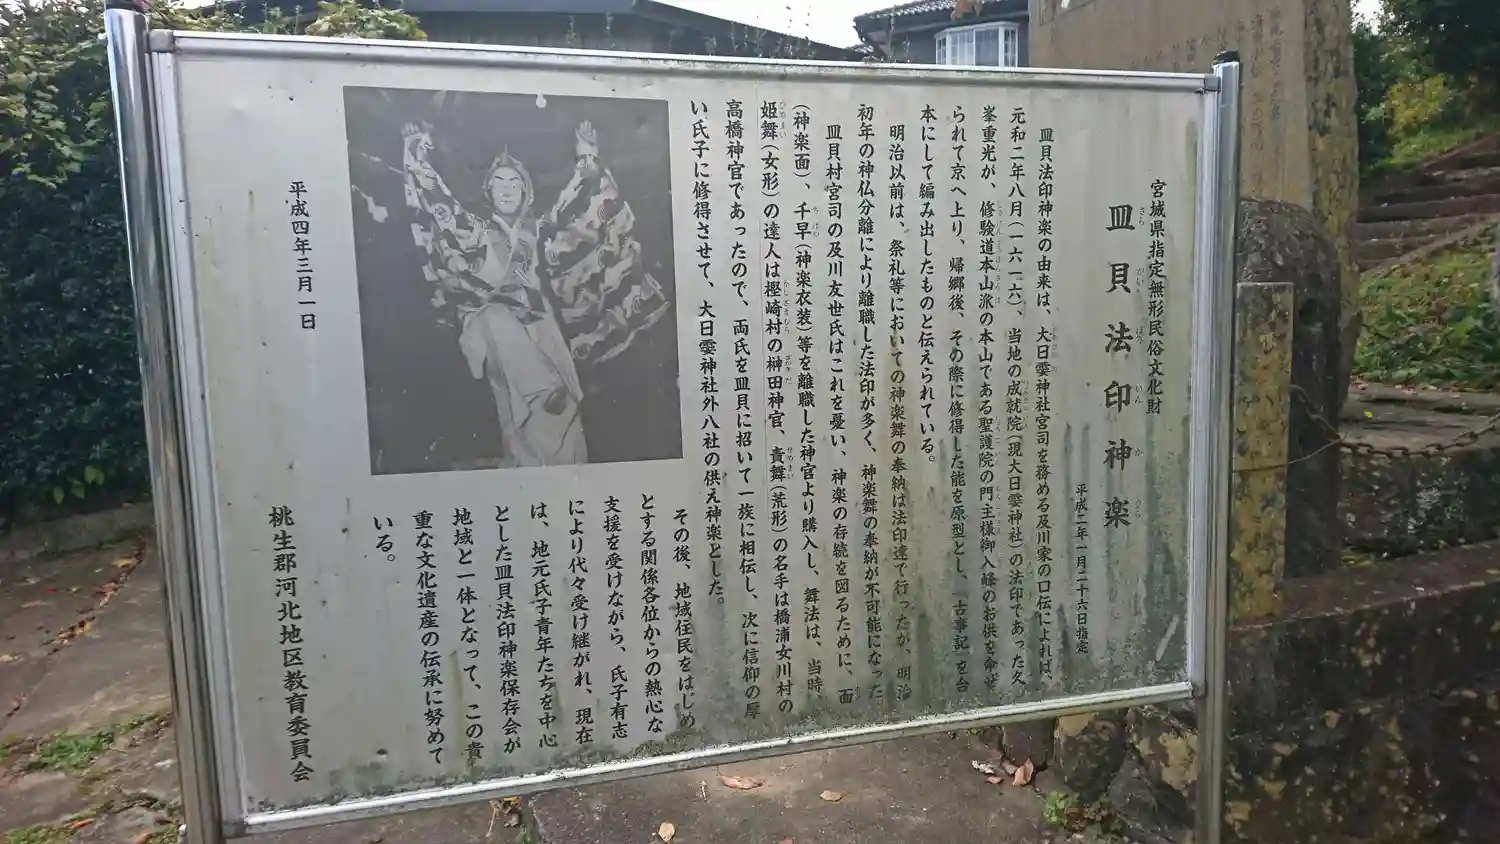 宮城県指定無形民俗文化財
皿貝法印神楽
さら がい ほう いん か ぐら
平成二年一月二十六日指定
皿貝法印神楽の由来は、大日孁神社宮司を務める及川家の口伝によれば、
元和二年八月(一六一六)、当地の成就院(現大日孁神社)の法印であった久
峯重光が、修験道本山派の本山である聖護院の門主様御入峰のお供を命ぜ
られて京へ上り、帰郷後、その際に修得した能を原型とし、「古事記」を台
本にして編み出したものと伝えられている。
明治以前は、祭礼等においての神楽舞の奉納は法印達で行ったが、明治
初年の神仏分離により離職した法印が多く、神楽舞の奉納が不可能になった。
皿貝村宮司の及川友世氏はこれを憂い、神楽の存続を図るために、面
(神楽面)、千早(神楽衣装)等を離職した神官より購入し、舞法は、当時、
姫舞(女形)の達人は樫崎村の榊田神官、責舞(荒形)の名手は橋浦女川村の
高橋神官であったので、両氏を皿貝に招いて一族に相伝し、次に信仰の厚
い氏子に修得させて、大日孁神社外八社の供え神楽とした。
その後、地域住民をはじめ
とする関係各位からの熱心な
支援を受けながら、氏子有志
により代々受け継がれ、現在
は、地元氏子青年たちを中心
とした皿貝法印神楽保存会が
地域と一体となって、この貴
重な文化遺産の伝承に努めて
いる。
平成四年三月一日
桃生郡河北地区教育委員会